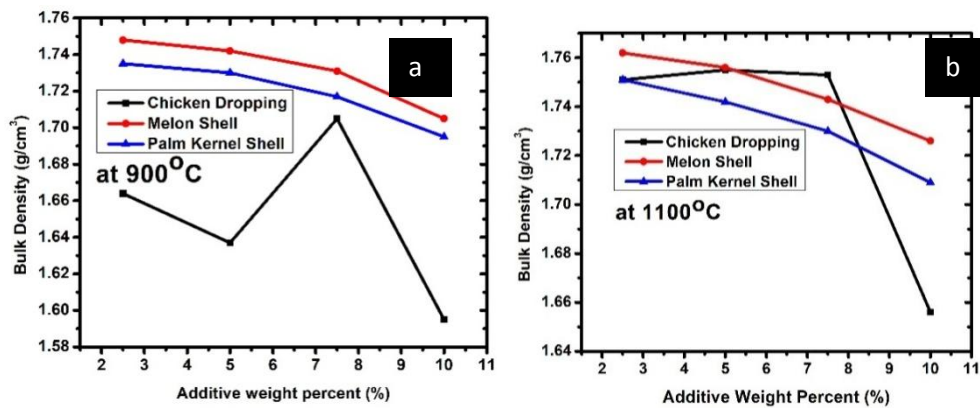 a
1.76
1.74
1.72
1.70
1.68
1.66
1.64
1.62
1.60
1.58
Bulk Density (g/cm³)
Chicken Dropping
Melon Shell
Palm Kernel Shell
at 900⁰C
2 3 4 5 6 7 8 9 10 11
Additive weight percent (%)
b
1.76
1.74
1.72
1.70
1.68
1.66
1.64
Bulk Density (g/cm³)
Chicken Dropping
Melon Shell
Palm Kernel Shell
at 1100⁰C
2 3 4 5 6 7 8 9 10 11
Additive Weight Percent (%)